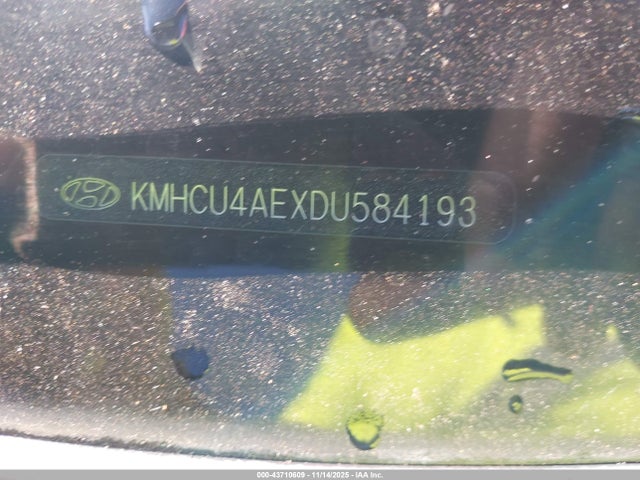 KMHCU4AEXDU584193
000-43710609 - 11/14/2025 - IAA Inc.